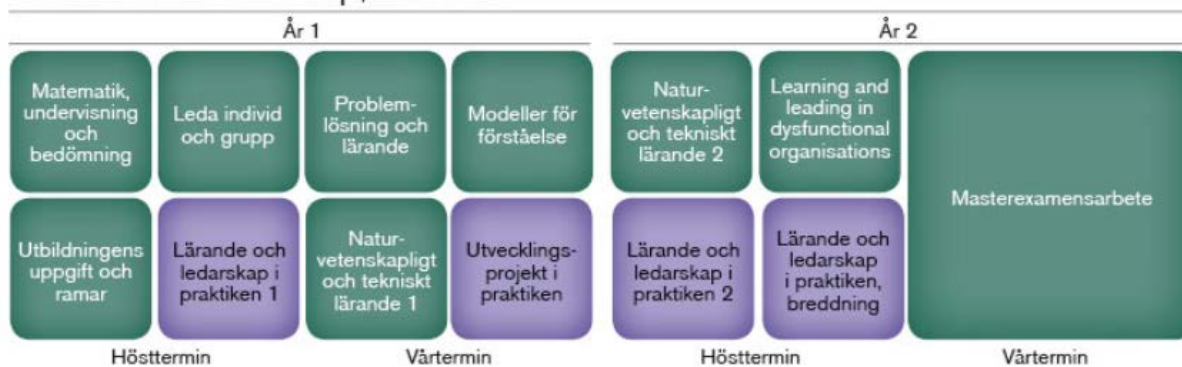 År 1
År 2
Matematik,
undervisning
och
bedömning
Leda individ
och grupp
Problem-
lösning och
lärande
Modeller för
förståelse
Natur-
vetenskapligt
och tekniskt
lärande 2
Learning and
leading in
dysfunctional
organisations
Masterexamensarbete
Utbildningens
uppgift och
ramar
Lärande och
ledarskap i
praktiken 1
Natur-
vetenskapligt
och tekniskt
lärande 1
Utvecklings-
projekt i
praktiken
Lärande och
ledarskap i
praktiken 2
Lärande och
ledarskap
i praktiken,
breddning
Hösttermin
Vårtermin
Hösttermin
Vårtermin